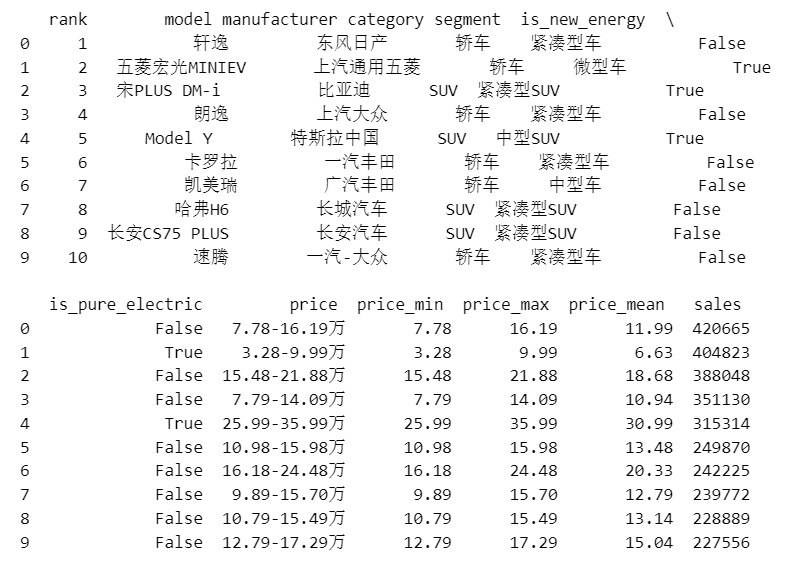 rank model manufacturer category segment is_new_energy \
0 1 轩逸 东风日产 轿车 紧凑型车 False
1 2 五菱宏光MINIEV 上汽通用五菱 轿车 微型车 True
2 3 宋PLUS DM-i 比亚迪 SUV 紧凑型SUV True
3 4 朗逸 上汽大众 轿车 紧凑型车 False
4 5 Model Y 特斯拉中国 SUV 中型SUV True
5 6 卡罗拉 一汽丰田 轿车 紧凑型车 False
6 7 凯美瑞 广汽丰田 轿车 中型车 False
7 8 哈弗H6 长城汽车 SUV 紧凑型SUV False
8 9 长安CS75 PLUS 长安汽车 SUV 紧凑型SUV False
9 10 速腾 一汽-大众 轿车 紧凑型车 False
is_pure_electric price price_min price_max price_mean sales
0 False 7.78-16.19万 7.78 16.19 11.99 420665
1 True 3.28-9.99万 3.28 9.99 6.63 404823
2 False 15.48-21.88万 15.48 21.88 18.68 388048
3 False 7.79-14.09万 7.79 14.09 10.94 351130
4 True 25.99-35.99万 25.99 35.99 30.99 315314
5 False 10.98-15.98万 10.98 15.98 13.48 249870
6 False 16.18-24.48万 16.18 24.48 20.33 242225
7 False 9.89-15.70万 9.89 15.70 12.79 239772
8 False 10.79-15.49万 10.79 15.49 13.14 228889
9 False 12.79-17.29万 12.79 17.29 15.04 227556